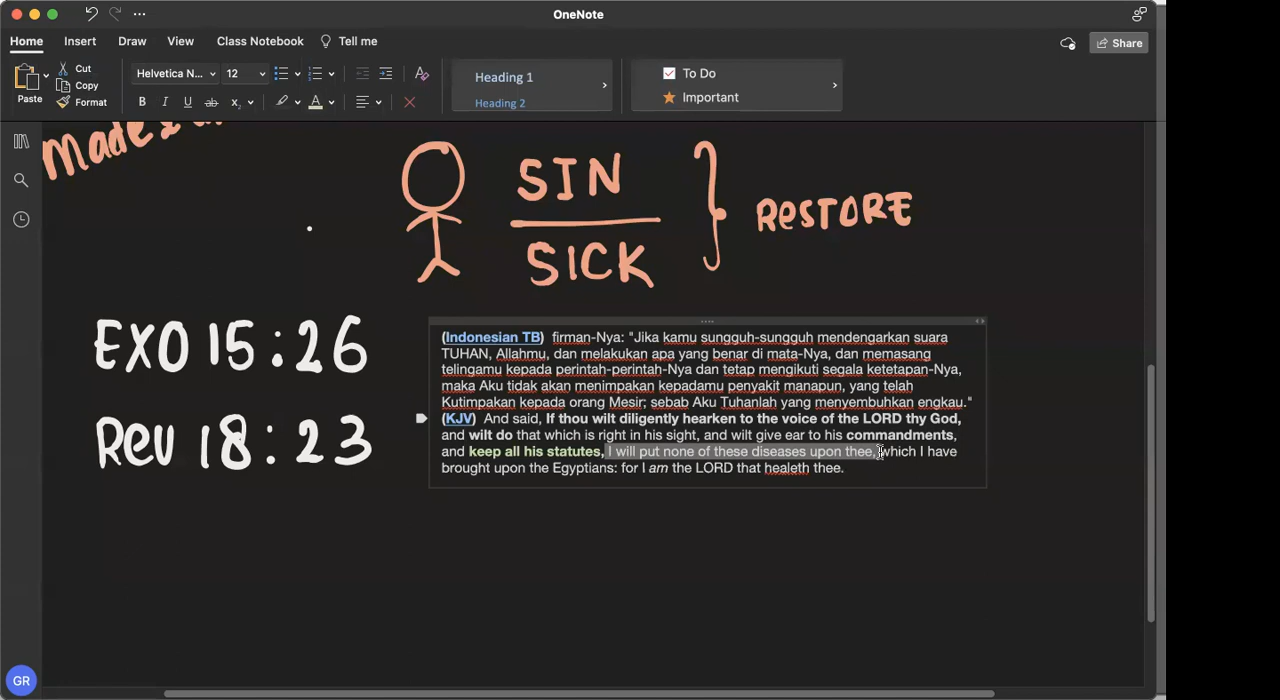 OneNote
Home Insert Draw View Class Notebook Tell me
Share
Paste
Cut
Copy
Format
Helvetica N... 12
B I U ab x₂ A
Heading 1
Heading 2
To Do
Important
SIN
SICK
RESTORE
EXO 15:26
Rev 18:23
(Indonesian TB) firman-Nya: "Jika kamu sungguh-sungguh mendengarkan suara
TUHAN, Allahmu, dan melakukan apa yang benar di mata-Nya, dan memasang
telingamu kepada perintah-perintah-Nya dan tetap mengikuti segala ketetapan-Nya,
maka Aku tidak akan menimpakan kepadamu penyakit manapun, yang telah
Kutimpakan kepada orang Mesir; sebab Aku Tuhanlah yang menyembuhkan engkau."
(KJV) And said, If thou wilt diligently hearken to the voice of the LORD thy God,
and wilt do that which is right in his sight, and wilt give ear to his commandments,
and keep all his statutes, I will put none of these diseases upon thee, which I have
brought upon the Egyptians: for I am the LORD that healeth thee.
GR